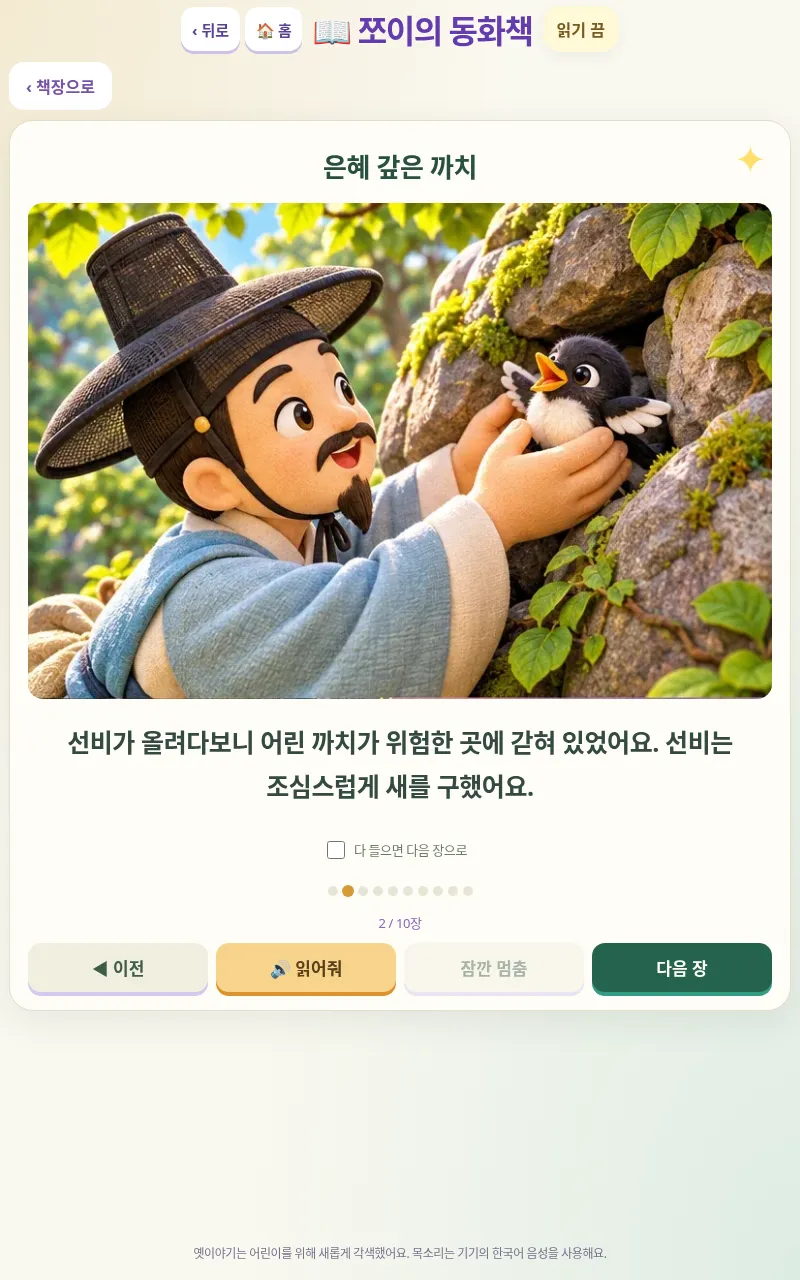 ‹ 뒤로
🏠 홈
📖 쪼이의 동화책
읽기 끔
‹ 책장으로
은혜 갚은 까치
선비가 올려다보니 어린 까치가 위험한 곳에 갇혀 있었어요. 선비는
조심스럽게 새를 구했어요.
다 들으면 다음 장으로
2 / 10장
◀ 이전
🔊 읽어줘
잠깐 멈춤
다음 장
옛이야기는 어린이를 위해 새롭게 각색했어요. 목소리는 기기의 한국어 음성을 사용해요.